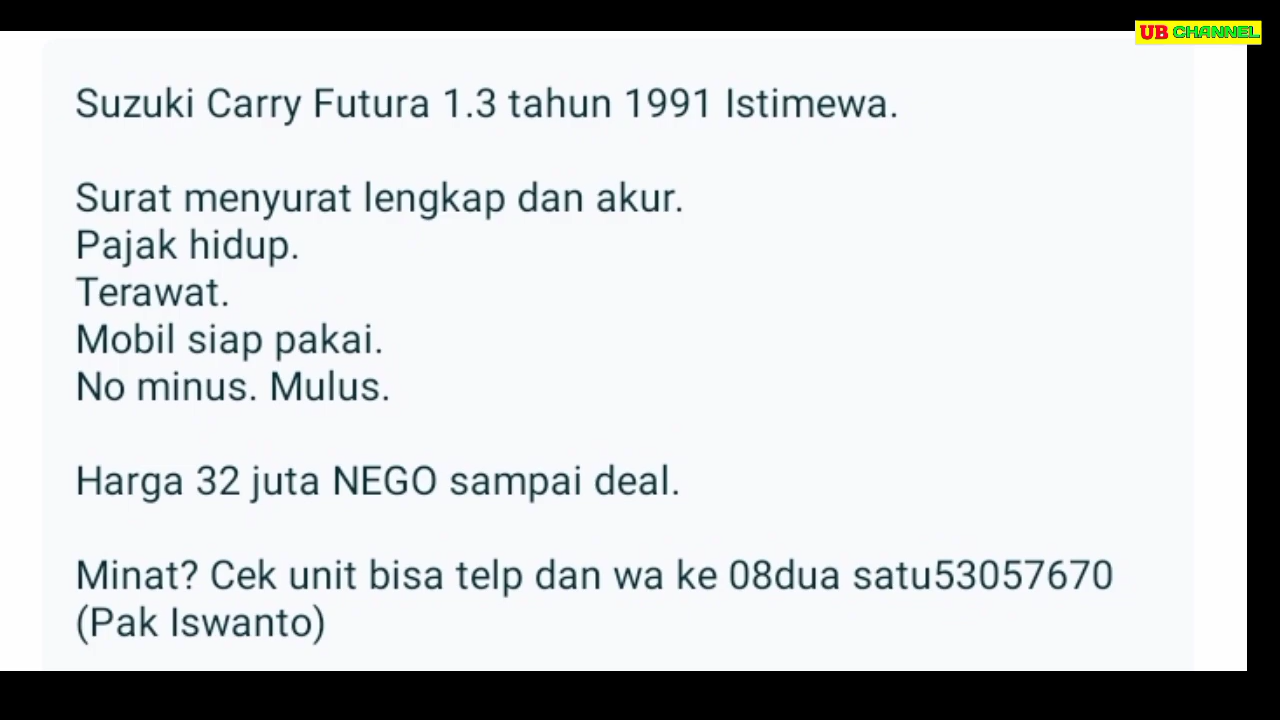 UB CHANNEL
Suzuki Carry Futura 1.3 tahun 1991 Istimewa.
Surat menyurat lengkap dan akur.
Pajak hidup.
Terawat.
Mobil siap pakai.
No minus. Mulus.
Harga 32 juta NEGO sampai deal.
Minat? Cek unit bisa telp dan wa ke 08dua satu53057670
(Pak Iswanto)